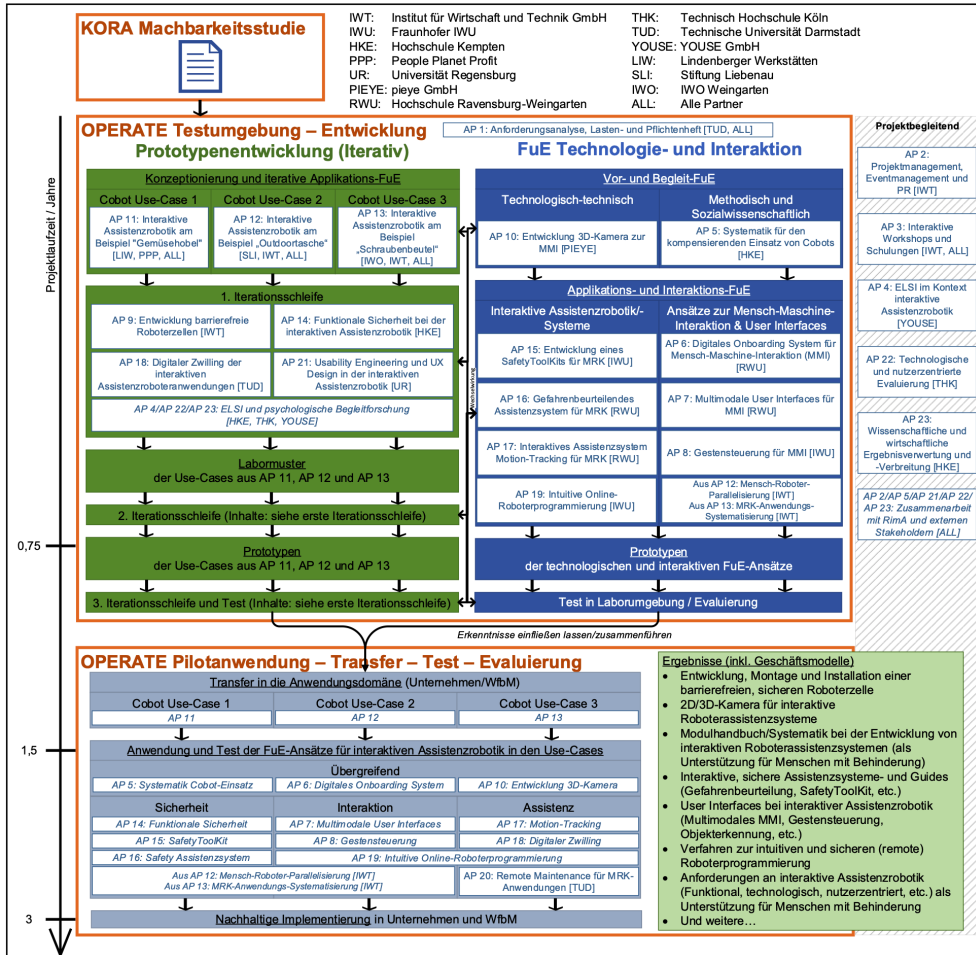 KORA Machbarkeitsstudie
IWT: Institut für Wirtschaft und Technik GmbH
IWU: Fraunhofer IWU
HKE: Hochschule Kempten
PPP: People Planet Profit
UR: Universität Regensburg
PIEYE: pieye GmbH
RWU: Hochschule Ravensburg-Weingarten
THK: Technisch Hochschule Köln
TUD: Technische Universität Darmstadt
YOUSE: YOUSE GmbH
LIW: Lindenberger Werkstätten
SLI: Stiftung Liebenau
IWO: IWO Weingarten
ALL: Alle Partner
Projektlaufzeit / Jahre
0,75
1,5
3
OPERATE Testumgebung – Entwicklung
AP 1: Anforderungsanalyse, Lasten- und Pflichtenheft [TUD, ALL]
Prototypenentwicklung (Iterativ)
Konzeptionierung und iterative Applikations-FuE
Cobot Use-Case 1
AP 11: Interaktive
Assistenzrobotik am
Beispiel "Gemüsehobel"
[LIW, PPP, ALL]
Cobot Use-Case 2
AP 12: Interaktive
Assistenzrobotik am
Beispiel „Outdoortasche"
[SLI, IWT, ALL]
Cobot Use-Case 3
AP 13: Interaktive
Assistenzrobotik am
Beispiel
„Schraubenbeutel"
[IWO, IWT, ALL]
1. Iterationsschleife
AP 9: Entwicklung barrierefreie
Roboterzellen [IWT]
AP 14: Funktionale Sicherheit bei der
interaktiven Assistenzrobotik [HKE]
AP 18: Digitaler Zwilling der
interaktiven
Assistenzroboteranwendungen [TUD]
AP 21: Usability Engineering und UX
Design in der interaktiven
Assistenzrobotik [UR]
AP 4/AP 22/AP 23: ELSI und psychologische Begleitforschung
[HKE, THK, YOUSE]
Labormuster
der Use-Cases aus AP 11, AP 12 und AP 13
2. Iterationsschleife (Inhalte: siehe erste Iterationsschleife)
Prototypen
der Use-Cases aus AP 11, AP 12 und AP 13
3. Iterationsschleife und Test (Inhalte: siehe erste Iterationsschleife)
Wechselwirkung
FuE Technologie- und Interaktion
Vor- und Begleit-FuE
Technologisch-technisch
AP 10: Entwicklung 3D-Kamera zur
MMI [PIEYE]
Methodisch und
Sozialwissenschaftlich
AP 5: Systematik für den
kompensierenden Einsatz von Cobots
[HKE]
Applikations- und Interaktions-FuE
Interaktive Assistenzrobotik/-
Systeme
Ansätze zur Mensch-Maschine-
Interaktion & User Interfaces
AP 15: Entwicklung eines
SafetyToolKits für MRK [IWU]
AP 6: Digitales Onboarding System für
Mensch-Maschine-Interaktion (MMI)
[RWU]
AP 16: Gefahrenbeurteilendes
Assistenzsystem für MRK [RWU]
AP 7: Multimodale User Interfaces für
MMI [RWU]
AP 17: Interaktives Assistenzsystem
Motion-Tracking für MRK [RWU]
AP 8: Gestensteuerung für MMI [IWU]
AP 19: Intuitive Online-
Roboterprogrammierung [IWU]
Aus AP 12: Mensch-Roboter-
Parallelisierung [IWT]
Aus AP 13: MRK-Anwendungs-
Systematisierung [IWT]
Prototypen
der technologischen und interaktiven FuE-Ansätze
Test in Laborumgebung / Evaluierung
Projektbegleitend
AP 2:
Projektmanagement,
Eventmanagement und
PR [IWT]
AP 3: Interaktive
Workshops und
Schulungen [IWT, ALL]
AP 4: ELSI im Kontext
interaktive
Assistenzrobotik
[YOUSE]
AP 22: Technologische
und nutzerzentrierte
Evaluierung [THK]
AP 23:
Wissenschaftliche und
wirtschaftliche
Ergebnisverwertung und
-Verbreitung [HKE]
AP 2/AP 5/AP 21/AP 22/
AP 23: Zusammenarbeit
mit RimA und externen
Stakeholdern
[ALL]
Erkenntnisse einfließen lassen/zusammenführen
OPERATE Pilotanwendung – Transfer – Test – Evaluierung
Transfer in die Anwendungsdomäne (Unternehmen/WfbM)
Cobot Use-Case 1
AP 11
Cobot Use-Case 2
AP 12
Cobot Use-Case 3
AP 13
Anwendung und Test der FuE-Ansätze für interaktiven Assistenzrobotik in den Use-Cases
Übergreifend
AP 5: Systematik Cobot-Einsatz
AP 6: Digitales Onboarding System
AP 10: Entwicklung 3D-Kamera
Sicherheit
Interaktion
Assistenz
AP 14: Funktionale Sicherheit
AP 7: Multimodale User Interfaces
AP 17: Motion-Tracking
AP 15: SafetyToolKit
AP 8: Gestensteuerung
AP 18: Digitaler Zwilling
AP 16: Safety Assistenzsystem
AP 19: Intuitive Online-Roboterprogrammierung
Aus AP 12: Mensch-Roboter-Parallelisierung [IWT]
Aus AP 13: MRK-Anwendungs-Systematisierung [IWT]
AP 20: Remote Maintenance für MRK-
Anwendungen [TUD]
Nachhaltige Implementierung in Unternehmen und WfbM
Ergebnisse (inkl. Geschäftsmodelle)
• Entwicklung, Montage und Installation einer
barrierefreien, sicheren Roboterzelle
• 2D/3D-Kamera für interaktive
Roboterassistenzsysteme
• Modulhandbuch/Systematik bei der Entwicklung von
interaktiven Roboterassistenzsystemen (als
Unterstützung für Menschen mit Behinderung)
• Interaktive, sichere Assistenzsysteme- und Guides
(Gefahrenbeurteilung, SafetyToolKit, etc.)
• User Interfaces bei interaktiver Assistenzrobotik
(Multimodales MMI, Gestensteuerung,
Objekterkennung, etc.)
• Verfahren zur intuitiven und sicheren (remote)
Roboterprogrammierung
• Anforderungen an interaktive Assistenzrobotik
(Funktional, technologisch, nutzerzentriert, etc.) als
Unterstützung für Menschen mit Behinderung
• Und weitere…